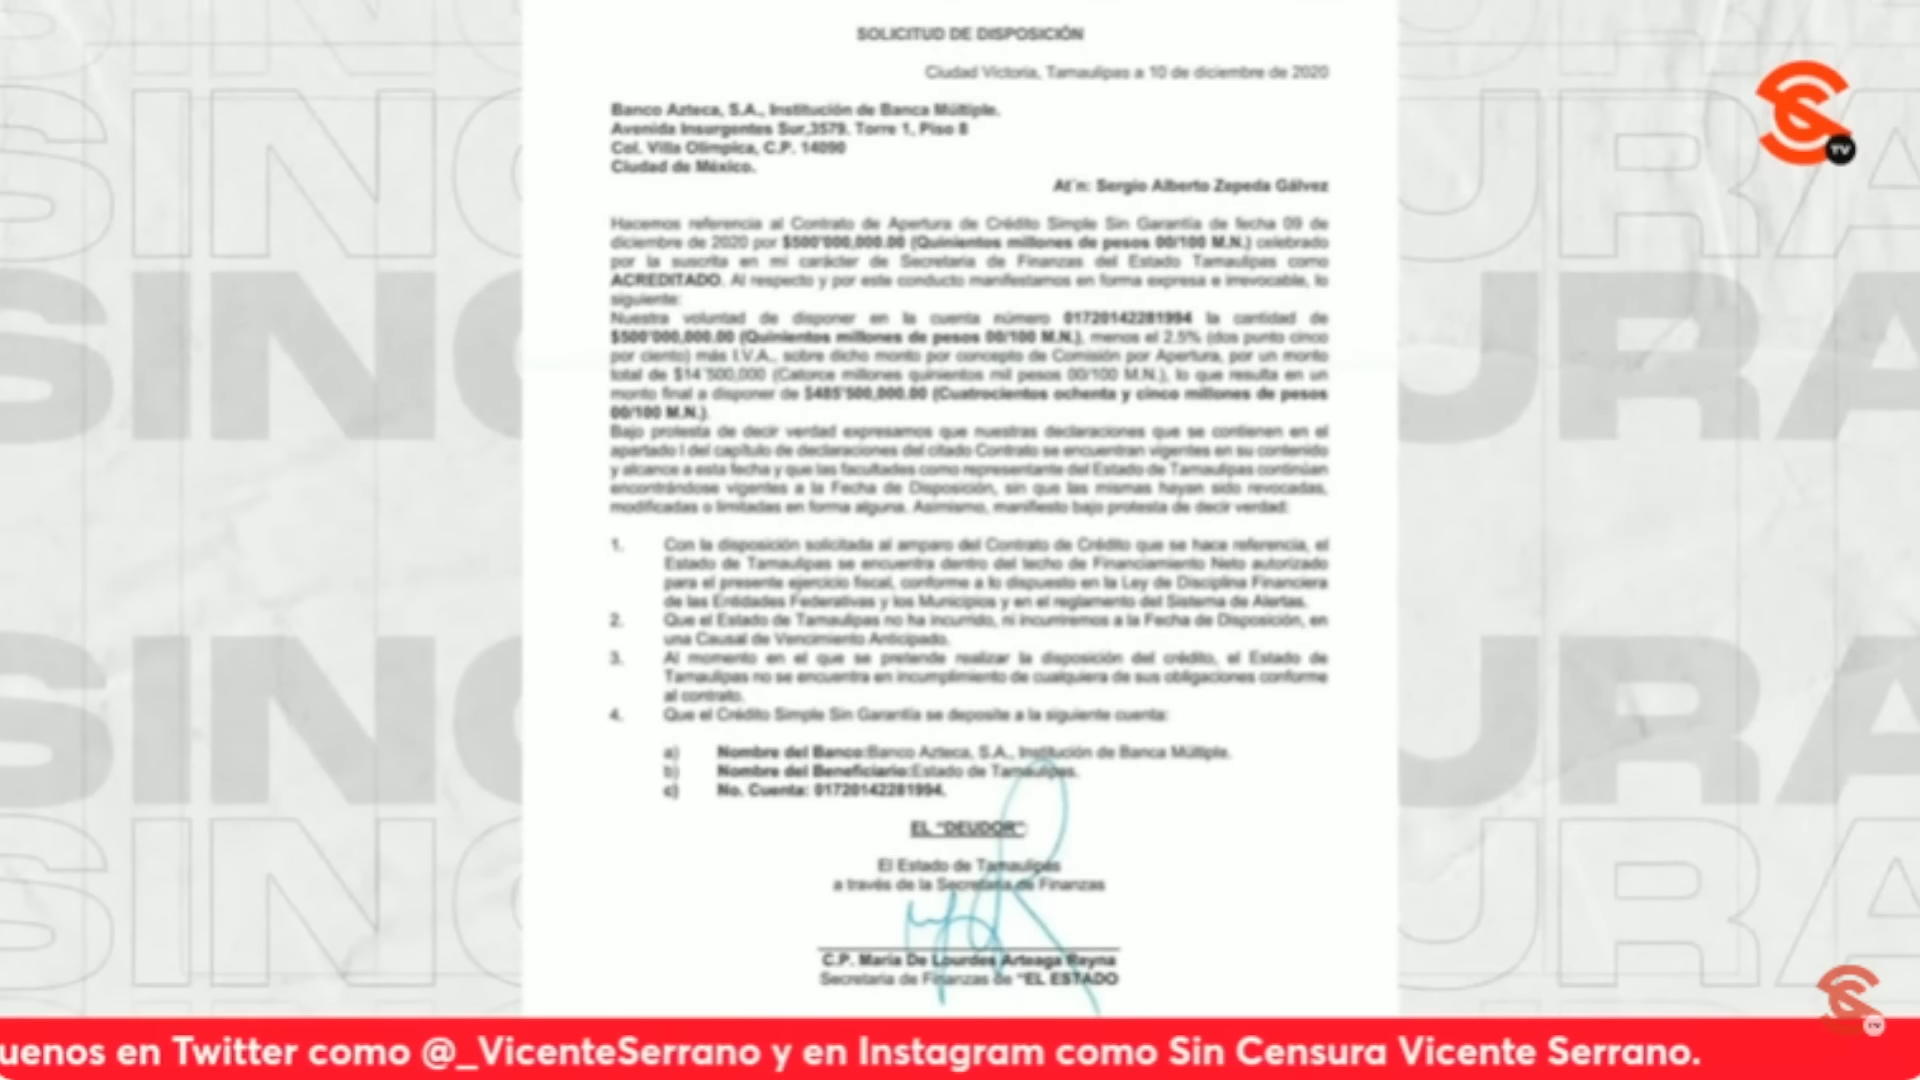 SOLICITUD DE DISPOSICIÓN
Ciudad Victoria, Tamaulipas a 10 de diciembre de 2020
Banco Azteca, S.A., Institución de Banca Múltiple.
Avenida Insurgentes Sur,3579. Torre 1, Piso 8
Col. Villa Olímpica, C.P. 14090
Ciudad de México.
At´n: Sergio Alberto Zepeda Gálvez
Hacemos referencia al Contrato de Apertura de Crédito Simple Sin Garantía de fecha 09 de
diciembre de 2020 por $500'000,000.00 (Quinientos millones de pesos 00/100 M.N.) celebrado
por la suscrita en mi carácter de Secretaria de Finanzas del Estado Tamaulipas como
ACREDITADO. Al respecto y por este conducto manifestamos en forma expresa e irrevocable, lo
siguiente:
Nuestra voluntad de disponer en la cuenta número 01720142281994 la cantidad de
$500'000,000.00 (Quinientos millones de pesos 00/100 M.N.), menos el 2.5% (dos punto cinco
por ciento) más I.V.A., sobre dicho monto por concepto de Comisión por Apertura, por un monto
total de $14'500,000 (Catorce millones quinientos mil pesos 00/100 M.N.), lo que resulta en un
monto final a disponer de $485'500,000.00 (Cuatrocientos ochenta y cinco millones de pesos
00/100 M.N.).
Bajo protesta de decir verdad expresamos que nuestras declaraciones que se contienen en el
apartado I del capítulo de declaraciones del citado Contrato se encuentran vigentes en su contenido
y alcance a esta fecha y que las facultades como representante del Estado de Tamaulipas continúan
encontrándose vigentes a la Fecha de Disposición, sin que las mismas hayan sido revocadas,
modificadas o limitadas en forma alguna. Asimismo, manifiesto bajo protesta de decir verdad:
1. Con la disposición solicitada al amparo del Contrato de Crédito que se hace referencia, el
Estado de Tamaulipas se encuentra dentro del techo de Financiamiento Neto autorizado
para el presente ejercicio fiscal, conforme a lo dispuesto en la Ley de Disciplina Financiera
de las Entidades Federativas y los Municipios y en el reglamento del Sistema de Alertas.
2. Que el Estado de Tamaulipas no ha incurrido, ni incurriremos a la Fecha de Disposición, en
una Causal de Vencimiento Anticipado.
3. Al momento en el que se pretende realizar la disposición del crédito, el Estado de
Tamaulipas no se encuentra en incumplimiento de cualquiera de sus obligaciones conforme
al contrato.
4. Que el Crédito Simple Sin Garantía se deposite a la siguiente cuenta:
a) Nombre del Banco:Banco Azteca, S.A., Institución de Banca Múltiple.
b) Nombre del Beneficiario:Estado de Tamaulipas.
c) No. Cuenta: 01720142281994.
EL "DEUDOR":
El Estado de Tamaulipas
a través de la Secretaría de Finanzas
C.P. María De Lourdes Arteaga Reyna
Secretaria de Finanzas de "EL ESTADO
TV
TV
uenos en Twitter como @_VicenteSerrano y en Instagram como Sin Censura Vicente Serrano.